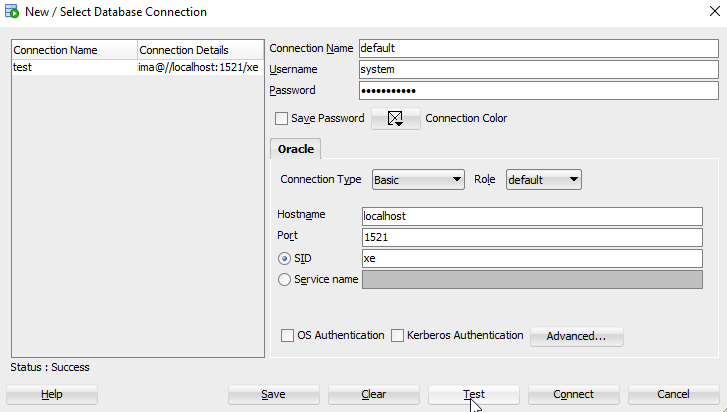 New / Select Database Connection
Connection Name Connection Details
test ima@//localhost:1521/xe
Connection Name default
Username system
Password •••••••••••
Save Password Connection Color
Oracle
Connection Type Basic Role default
Hostname localhost
Port 1521
SID xe
Service name
OS Authentication Kerberos Authentication Advanced...
Status : Success
Help Save Clear Test Connect Cancel